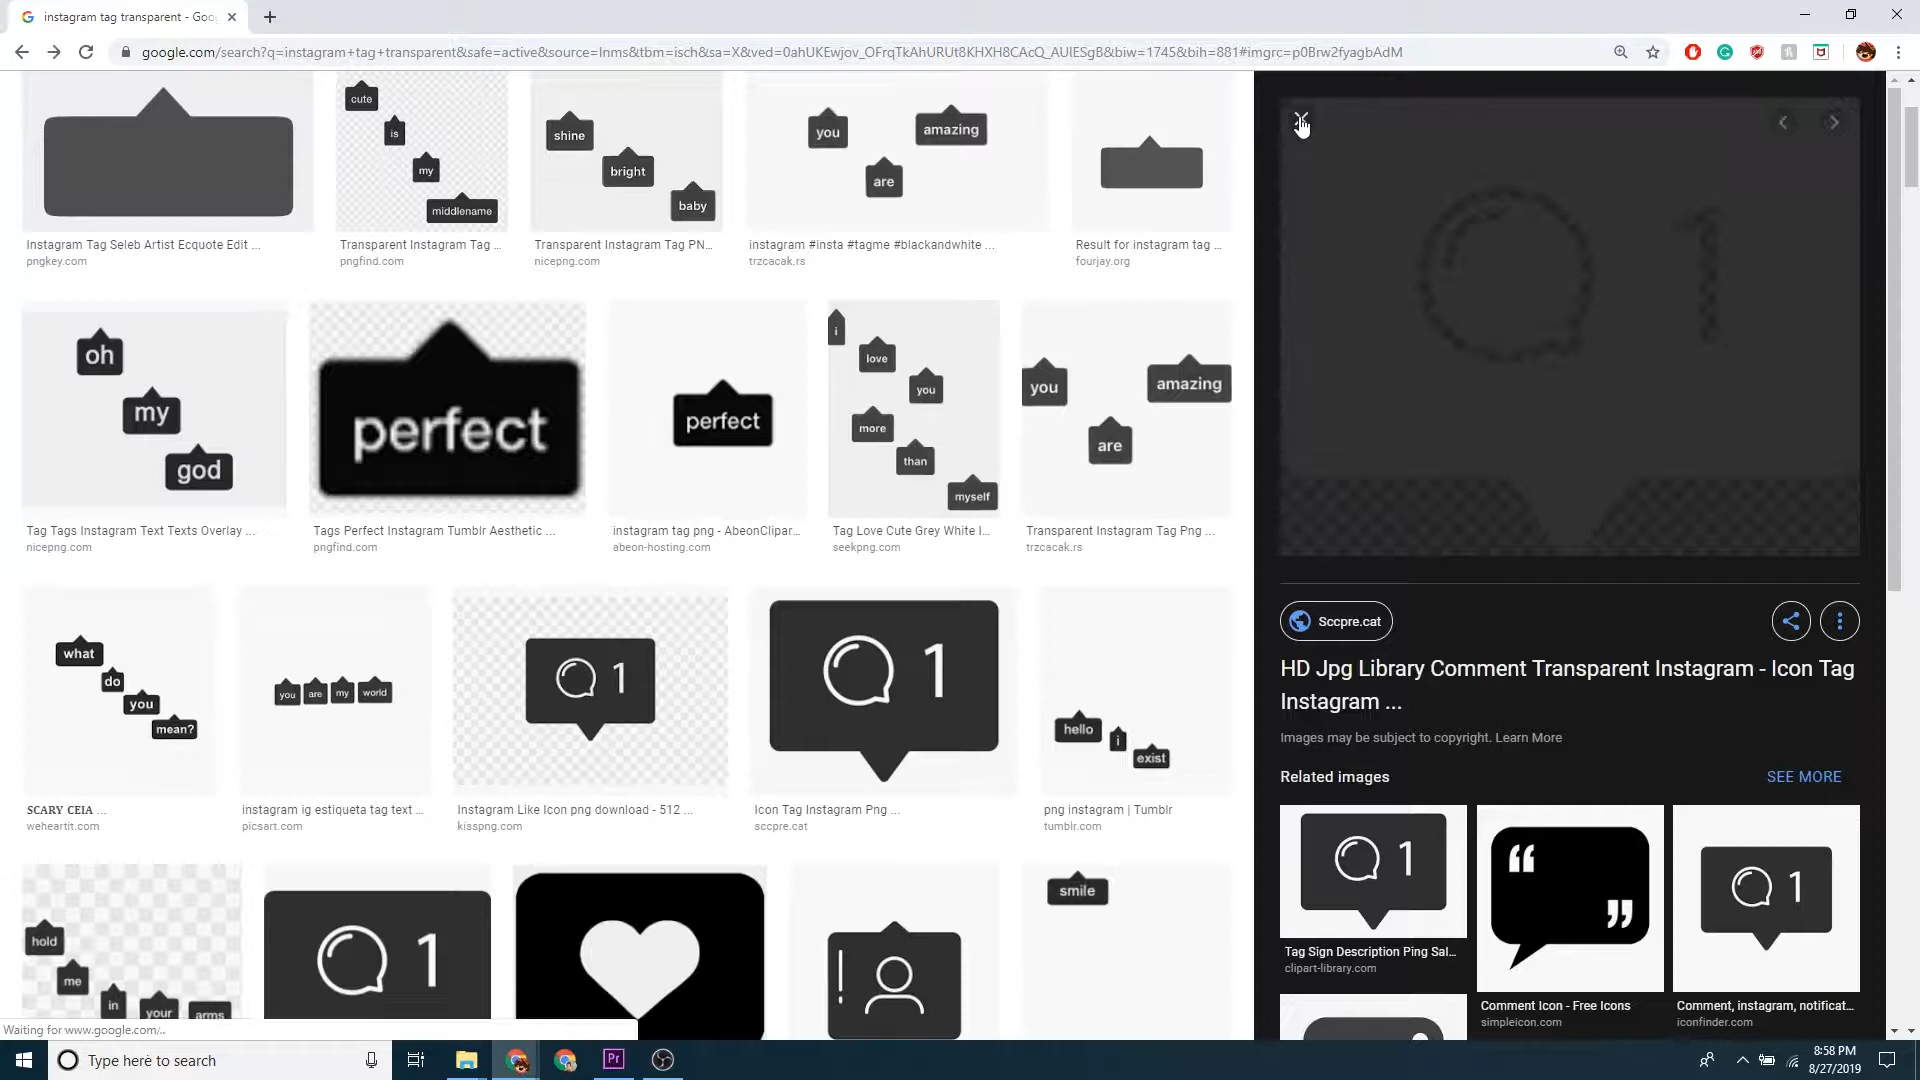 instagram tag transparent - Goo
google.com/search?q=instagram+tag+transparent&safe=active&source=lnms&tbm=isch&sa=X&ved=0ahUKEwjov_OFrqTkAhURUt8KHXH8CAcQ_AUIESgB&biw=1745&bih=881#imgrc=p0Brw2fyagbAdM
cute
is
my
middlename
shine
bright
baby
you
are
amazing
Instagram Tag Seleb Artist Ecquote Edit ...
pngkey.com
Transparent Instagram Tag ...
pngfind.com
Transparent Instagram Tag PN...
nicepng.com
instagram #insta #tagme #blackandwhite ...
trzcacak.rs
Result for instagram tag ...
fourjay.org
oh
my
god
perfect
perfect
i
love
you
more
than
myself
you
are
amazing
Tag Tags Instagram Text Texts Overlay ...
nicepng.com
Tags Perfect Instagram Tumblr Aesthetic ...
pngfind.com
instagram tag png - AbeonClipar...
abeon-hosting.com
Tag Love Cute Grey White I...
seekpng.com
Transparent Instagram Tag Png ...
trzcacak.rs
what
do
you
mean?
you are my world
1
1
hello
i
exist
SCARY CEIA ...
weheartit.com
instagram ig estiqueta tag text ...
picsart.com
Instagram Like Icon png download - 512 ...
kisspng.com
Icon Tag Instagram Png ...
sccpre.cat
png instagram | Tumblr
tumblr.com
hold
me
in
your
arms
1
smile
1
Sccpre.cat
HD Jpg Library Comment Transparent Instagram - Icon Tag
Instagram ...
Images may be subject to copyright. Learn More
Related images
SEE MORE
1
1
Tag Sign Description Ping Sal...
clipart-library.com
Comment Icon - Free Icons
simpleicon.com
Comment, instagram, notificat...
iconfinder.com
Waiting for www.google.com/..
Type here to search
Pr
8:58 PM
8/27/2019